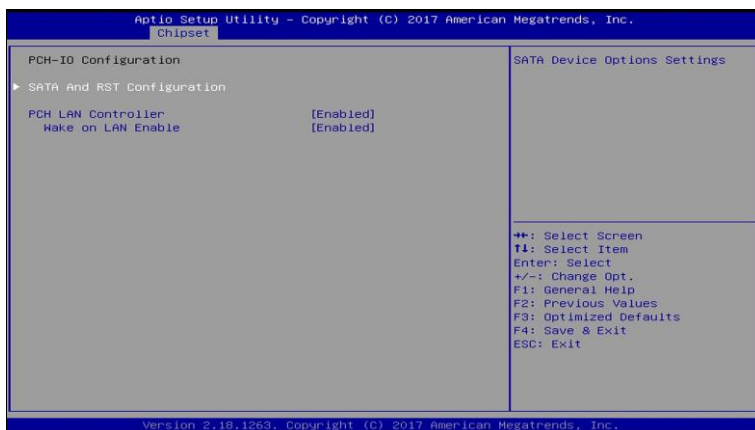 Aptio Setup Utility – Copyright (C) 2017 American Megatrends, Inc.
Chipset
PCH-IO Configuration
SATA And RST Configuration
PCH LAN Controller [Enabled]
Wake on LAN Enable [Enabled]
SATA Device Options Settings
→←: Select Screen
↑↓: Select Item
Enter: Select
+/-: Change Opt.
F1: General Help
F2: Previous Values
F3: Optimized Defaults
F4: Save & Exit
ESC: Exit
Version 2.18.1263. Copyright (C) 2017 American Megatrends, Inc.